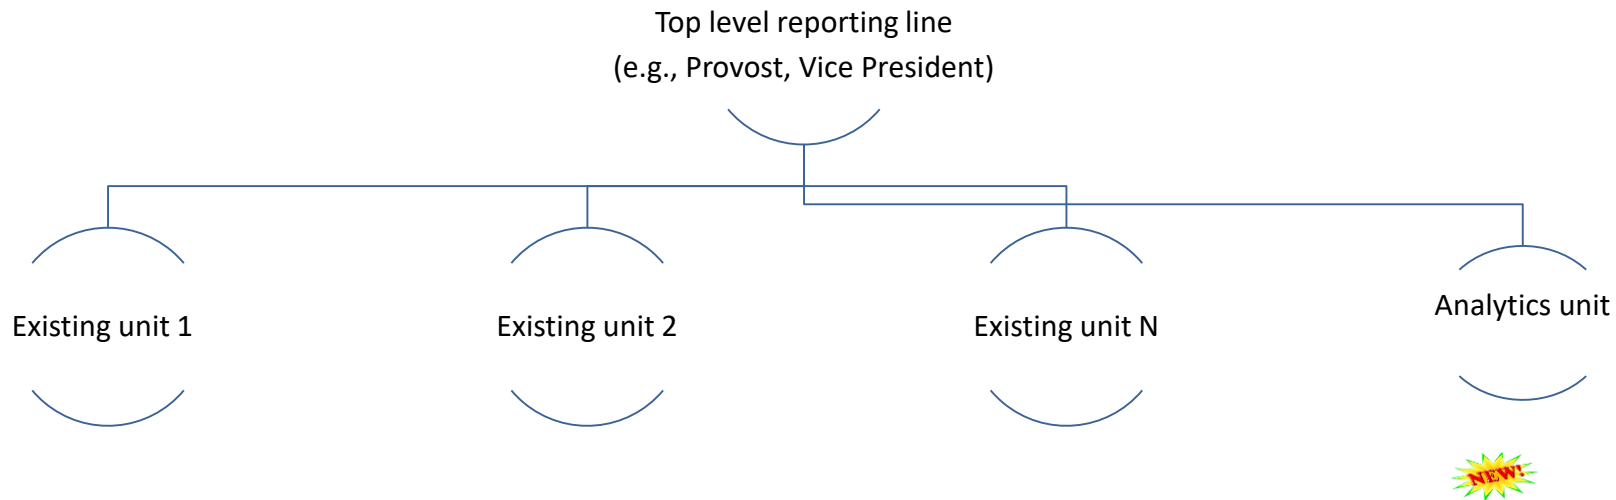 Top level reporting line
(e.g., Provost, Vice President)
Existing unit 1
Existing unit 2
Existing unit N
Analytics unit
NEW!